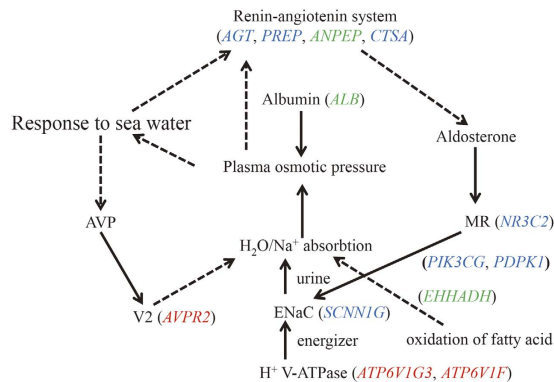 Renin-angiotenin system
(AGT, PREP, ANPEP, CTSA)
Albumin (ALB)
Response to sea water
Aldosterone
Plasma osmotic pressure
AVP
MR (NR3C2)
H₂O/Na⁺ absorbtion
(PIK3CG, PDPK1)
urine
(EHHADH)
V2 (AVPR2)
ENaC (SCNN1G)
energizer
oxidation of fatty acid
H⁺ V-ATPase (ATP6V1G3, ATP6V1F)